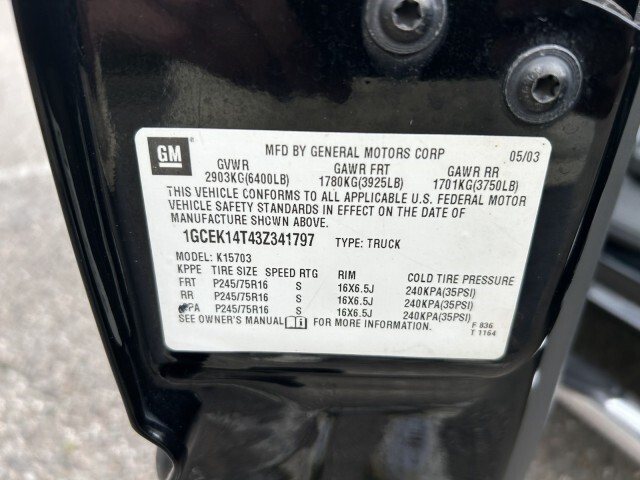 GM
MFD BY GENERAL MOTORS CORP 05/03
GVWR GAWR FRT GAWR RR
2903KG(6400LB) 1780KG(3925LB) 1701KG(3750LB)
THIS VEHICLE CONFORMS TO ALL APPLICABLE U.S. FEDERAL MOTOR
VEHICLE SAFETY STANDARDS IN EFFECT ON THE DATE OF
MANUFACTURE SHOWN ABOVE.
1GCEK14T43Z341797 TYPE: TRUCK
MODEL: K15703
KPPE TIRE SIZE SPEED RTG RIM COLD TIRE PRESSURE
FRT P245/75R16 S 16X6.5J 240KPA(35PSI)
RR P245/75R16 S 16X6.5J 240KPA(35PSI)
PA P245/75R16 S 16X6.5J 240KPA(35PSI)
SEE OWNER'S MANUAL FOR MORE INFORMATION. F 836
T 1164